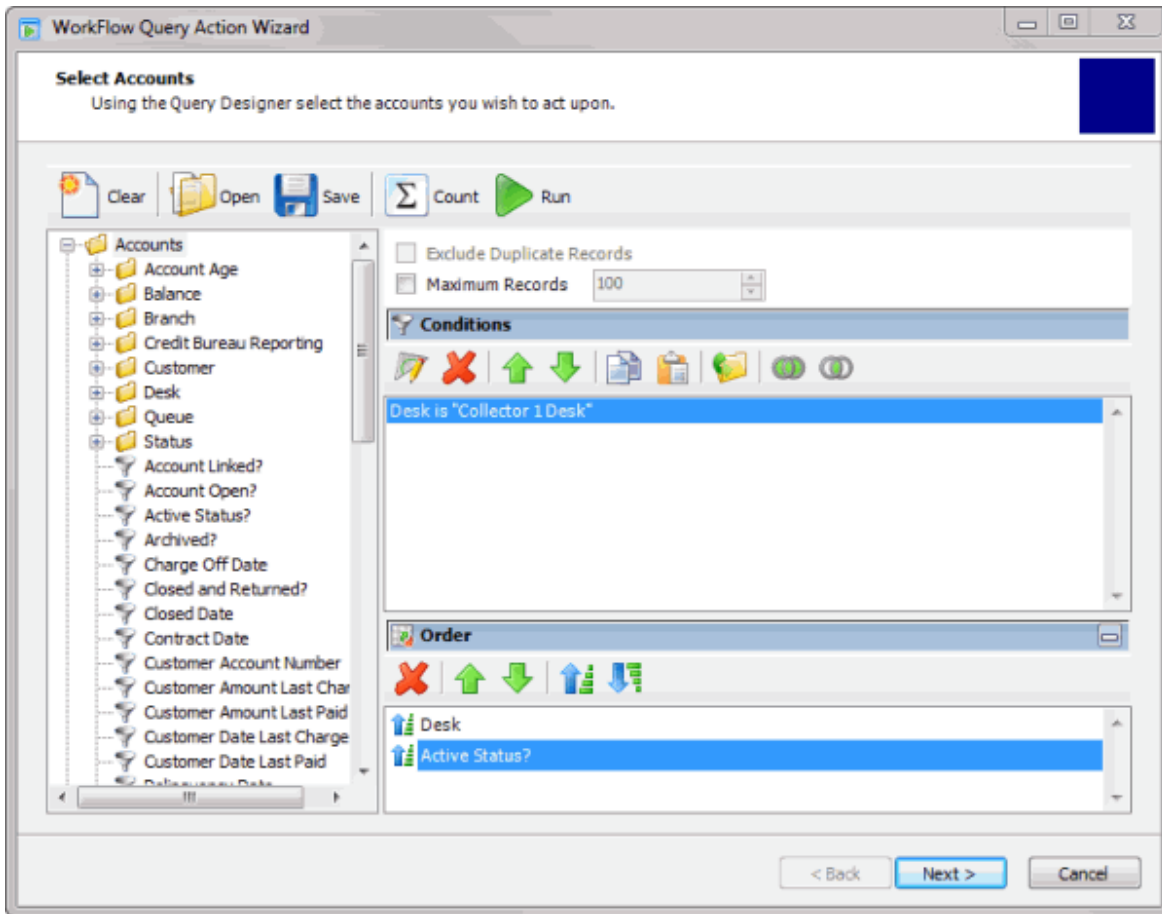 WorkFlow Query Action Wizard
Select Accounts
Using the Query Designer select the accounts you wish to act upon.
Clear Open Save Σ Count Run
Accounts
Account Age
Balance
Branch
Credit Bureau Reporting
Customer
Desk
Queue
Status
Account Linked?
Account Open?
Active Status?
Archived?
Charge Off Date
Closed and Returned?
Closed Date
Contract Date
Customer Account Number
Customer Amount Last Char
Customer Amount Last Paid
Customer Date Last Charge
Customer Date Last Paid
Delinquency Date
Exclude Duplicate Records
Maximum Records 100
Conditions
Desk is "Collector 1 Desk"
Order
Desk
Active Status?
< Back Next > Cancel